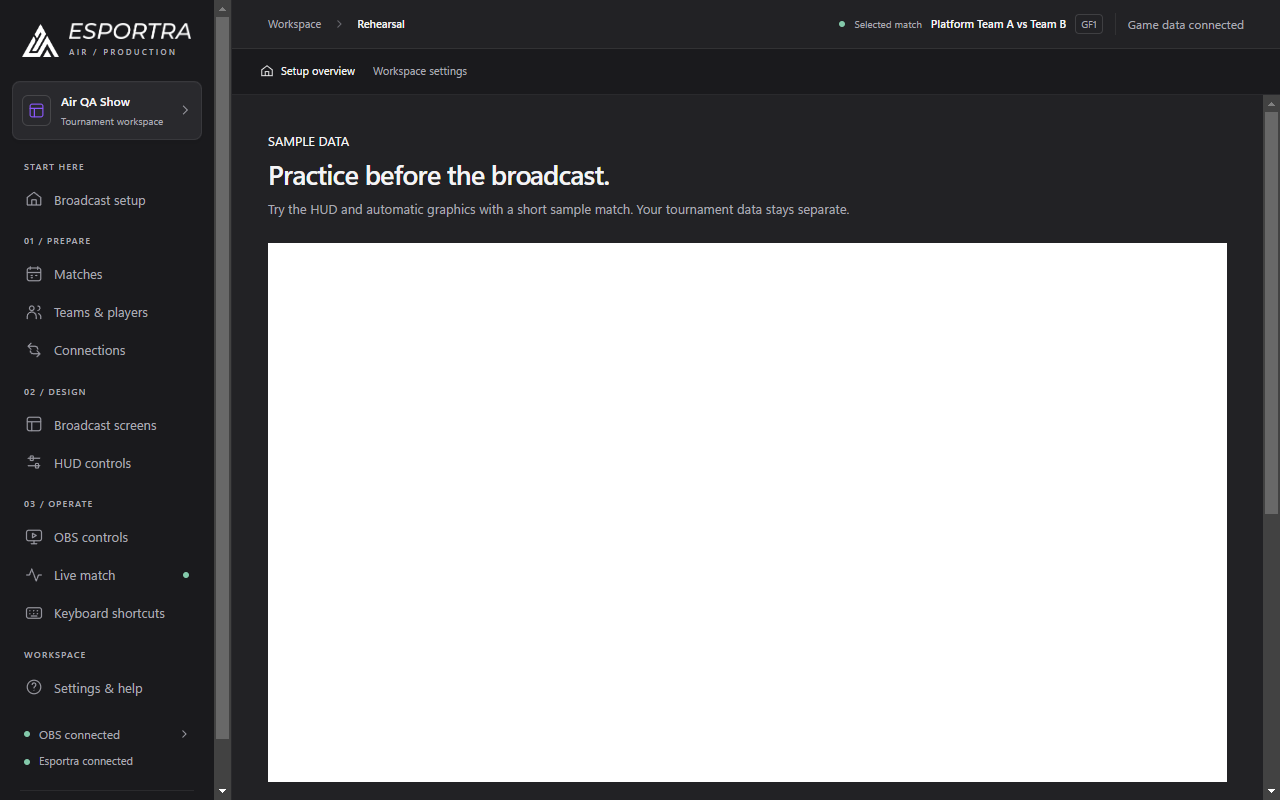 ESPORTRA
AIR / PRODUCTION
Air QA Show
Tournament workspace
START HERE
Broadcast setup
01 / PREPARE
Matches
Teams & players
Connections
02 / DESIGN
Broadcast screens
HUD controls
03 / OPERATE
OBS controls
Live match
Keyboard shortcuts
WORKSPACE
Settings & help
OBS connected
Esportra connected
Workspace > Rehearsal
Selected match Platform Team A vs Team B GF1 Game data connected
Setup overview Workspace settings
SAMPLE DATA
Practice before the broadcast.
Try the HUD and automatic graphics with a short sample match. Your tournament data stays separate.